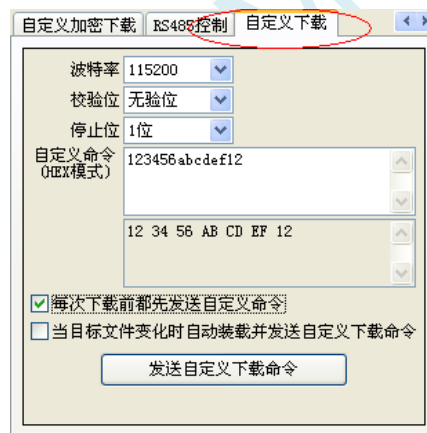 自定义加密下载 RS485控制 自定义下载
波特率 115200
校验位 无验位
停止位 1位
自定义命令 123456abcdef12
(HEX模式)
12 34 56 AB CD EF 12
每次下载前都先发送自定义命令
当目标文件变化时自动装载并发送自定义下载命令
发送自定义下载命令